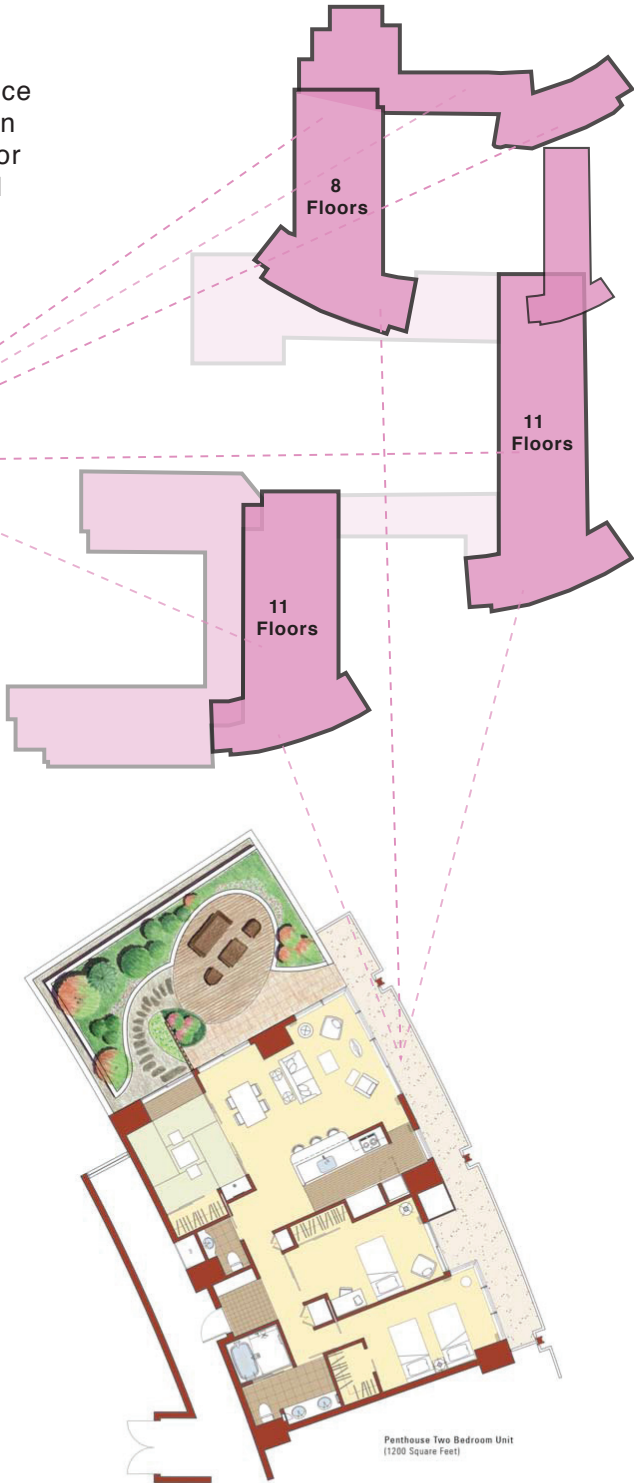 ce
n
or
8
Floors
11
Floors
11
Floors
Penthouse Two Bedroom Unit
(1200 Square Feet)